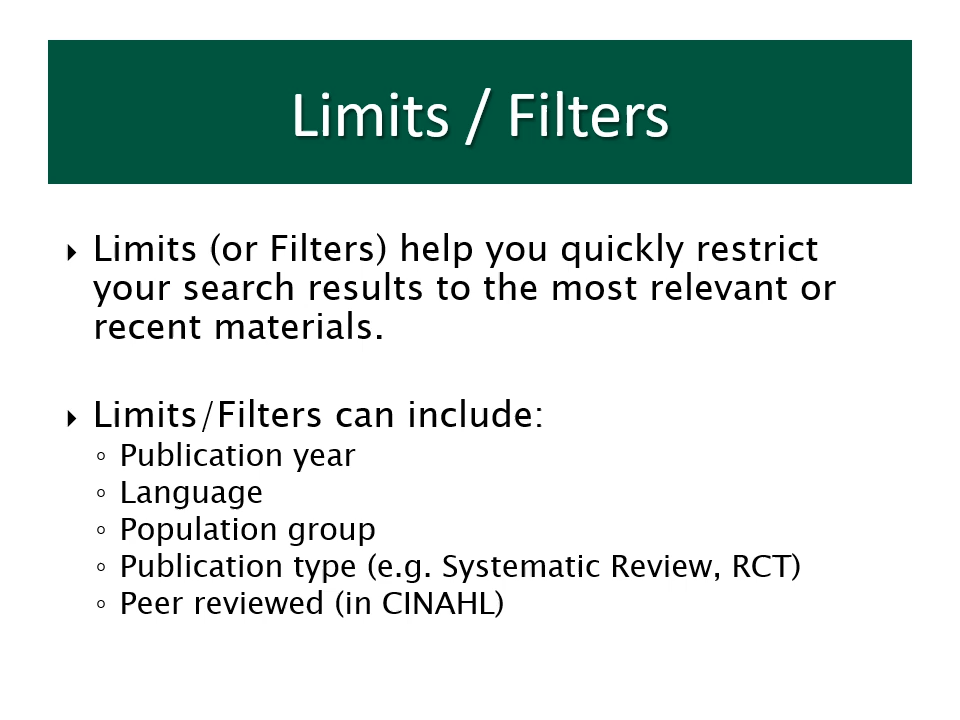 Limits / Filters
Limits (or Filters) help you quickly restrict
your search results to the most relevant or
recent materials.
Limits/Filters can include:
Publication year
Language
Population group
Publication type (e.g. Systematic Review, RCT)
Peer reviewed (in CINAHL)